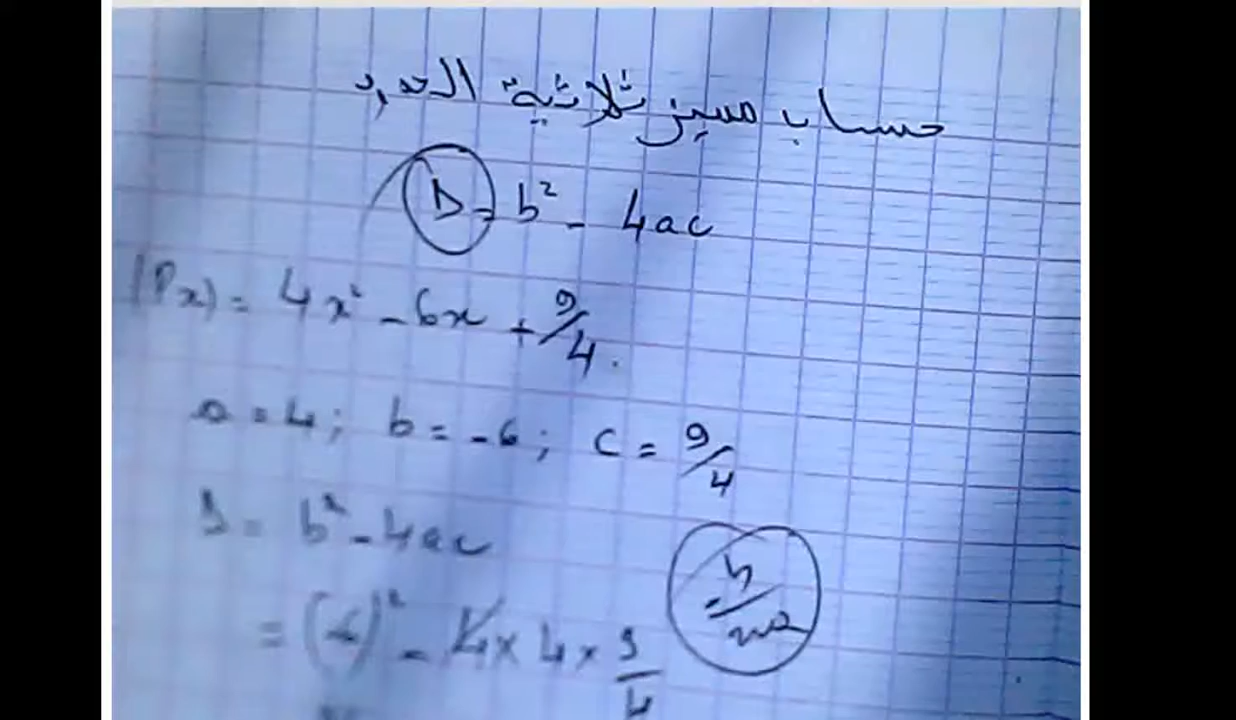 حساب مميز ثلاثية الحدود
Δ = b² - 4ac
(Px) = 4x² - 6x + 9/4.
a = 4 ; b = -6 ; c = 9/4
Δ = b² - 4ac
= (-6)² - 4 × 4 × 9/4